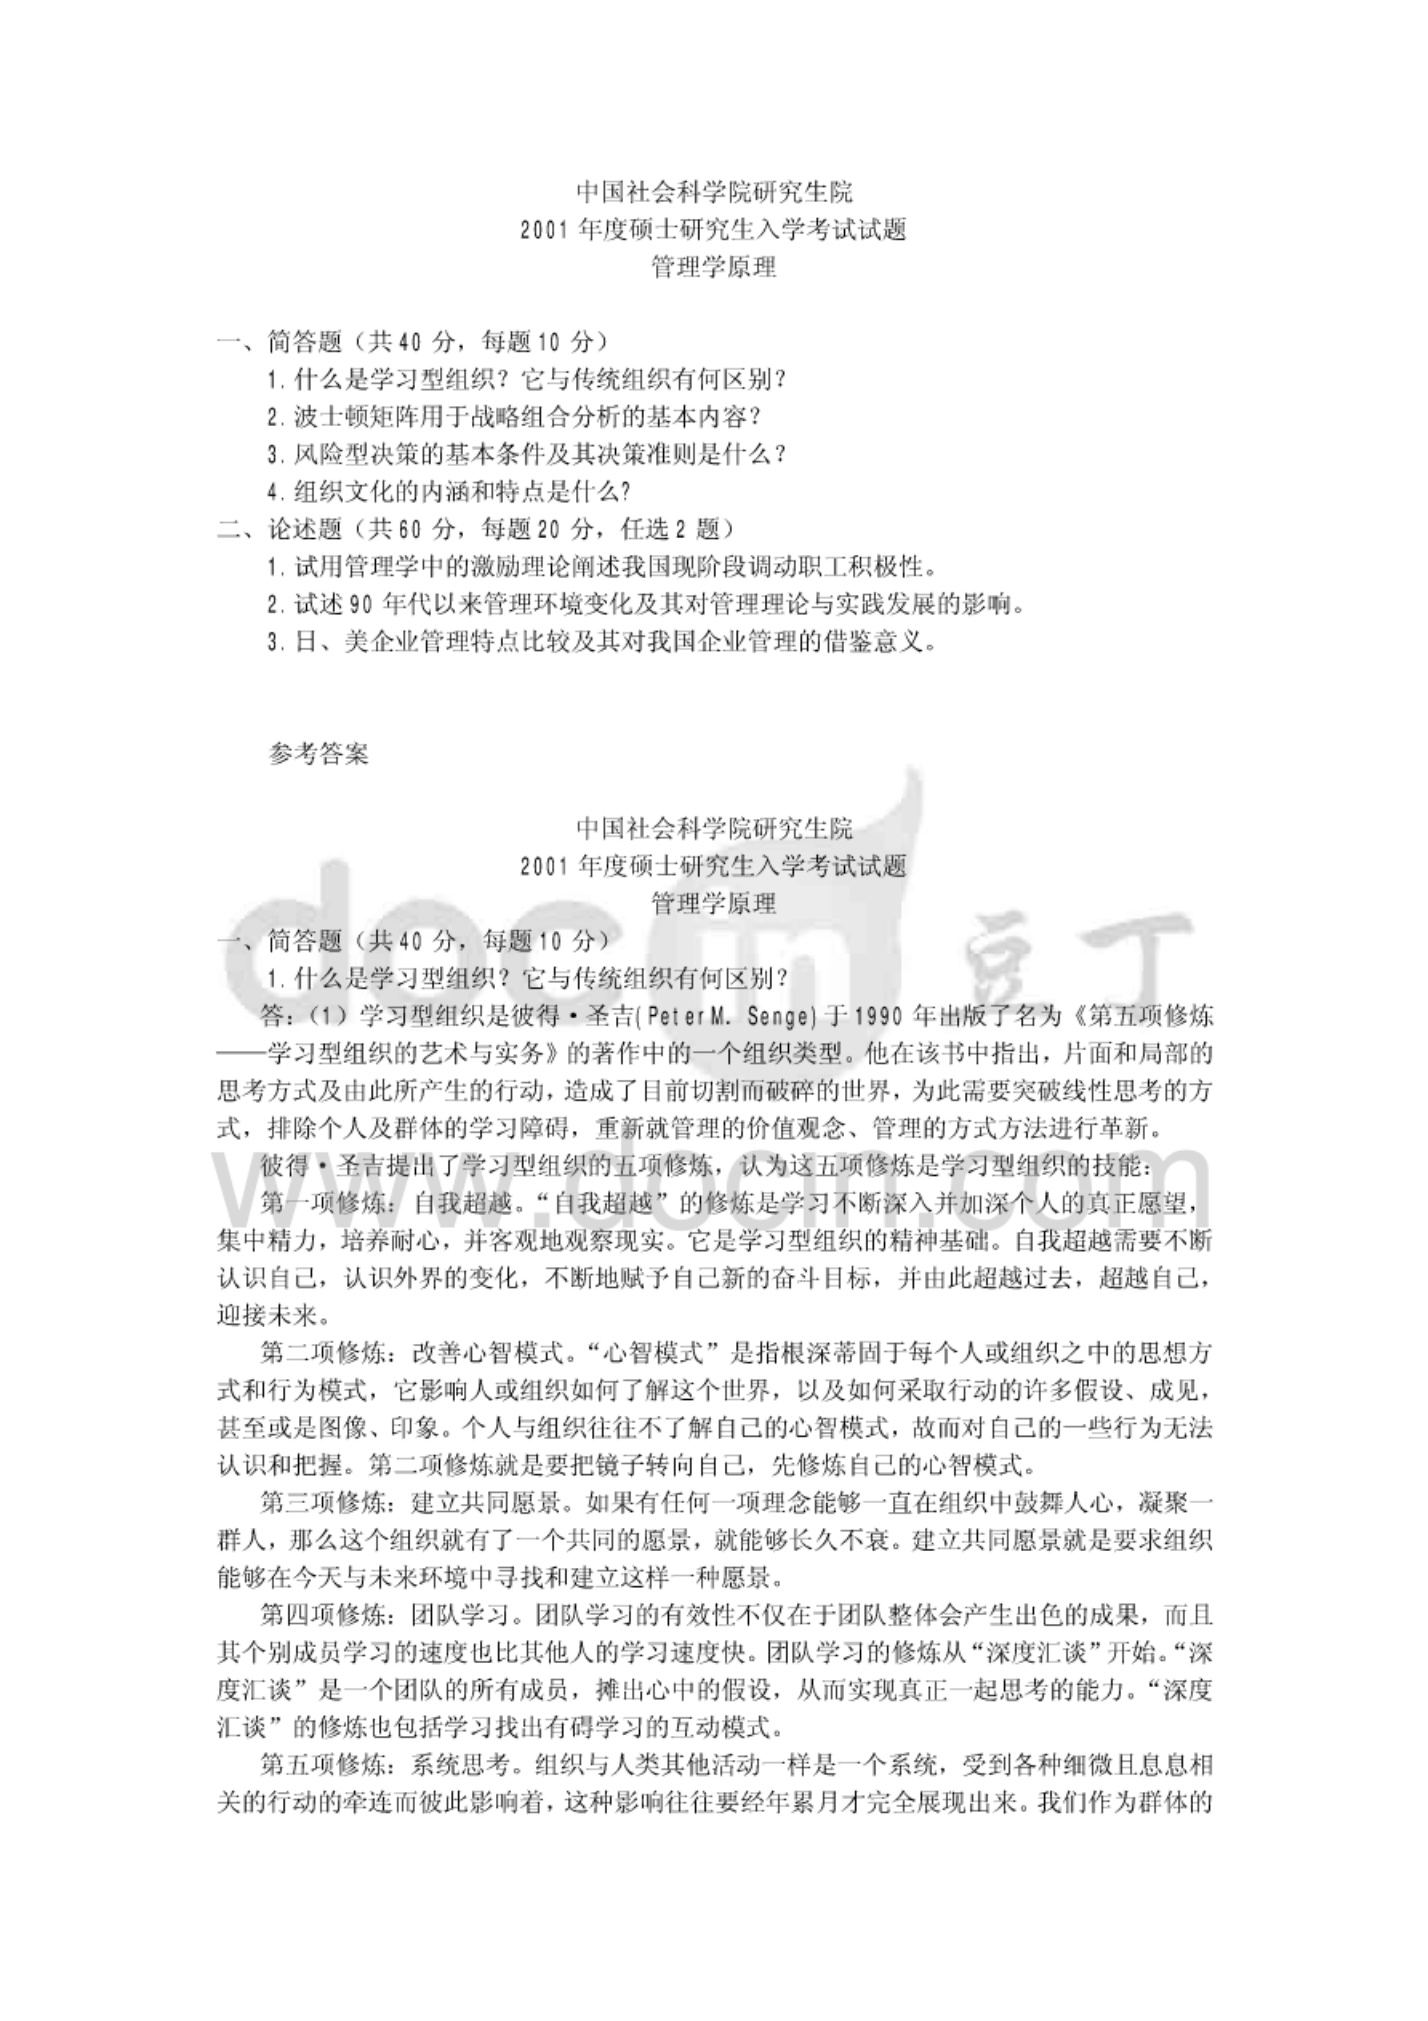 中国社会科学院研究生院
2001 年度硕士研究生入学考试试题
管理学原理
一、简答题（共 40 分，每题 10 分）
1. 什么是学习型组织？它与传统组织有何区别？
2. 波士顿矩阵用于战略组合分析的基本内容？
3. 风险型决策的基本条件及其决策准则是什么？
4. 组织文化的内涵和特点是什么?
二、论述题（共 60 分，每题 20 分，任选 2 题）
1. 试用管理学中的激励理论阐述我国现阶段调动职工积极性。
2. 试述 90 年代以来管理环境变化及其对管理理论与实践发展的影响。
3. 日、美企业管理特点比较及其对我国企业管理的借鉴意义。
参考答案
中国社会科学院研究生院
2001 年度硕士研究生入学考试试题
管理学原理
docin 豆丁
一、简答题（共 40 分，每题 10 分）
1. 什么是学习型组织？它与传统组织有何区别？
答：（1）学习型组织是彼得·圣吉(PeterM. Senge)于 1990 年出版了名为《第五项修炼
——学习型组织的艺术与实务》的著作中的一个组织类型。他在该书中指出，片面和局部的
思考方式及由此所产生的行动，造成了目前切割而破碎的世界，为此需要突破线性思考的方
式，排除个人及群体的学习障碍，重新就管理的价值观念、管理的方式方法进行革新。
彼得·圣吉提出了学习型组织的五项修炼，认为这五项修炼是学习型组织的技能：
www.docin.com
第一项修炼：自我超越。“自我超越”的修炼是学习不断深入并加深个人的真正愿望，
集中精力，培养耐心，并客观地观察现实。它是学习型组织的精神基础。自我超越需要不断
认识自己，认识外界的变化，不断地赋予自己新的奋斗目标，并由此超越过去，超越自己，
迎接未来。
第二项修炼：改善心智模式。“心智模式”是指根深蒂固于每个人或组织之中的思想方
式和行为模式，它影响人或组织如何了解这个世界，以及如何采取行动的许多假设、成见，
甚至或是图像、印象。个人与组织往往不了解自己的心智模式，故而对自己的一些行为无法
认识和把握。第二项修炼就是要把镜子转向自己，先修炼自己的心智模式。
第三项修炼：建立共同愿景。如果有任何一项理念能够一直在组织中鼓舞人心，凝聚一
群人，那么这个组织就有了一个共同的愿景，就能够长久不衰。建立共同愿景就是要求组织
能够在今天与未来环境中寻找和建立这样一种愿景。
第四项修炼：团队学习。团队学习的有效性不仅在于团队整体会产生出色的成果，而且
其个别成员学习的速度也比其他人的学习速度快。团队学习的修炼从“深度汇谈”开始。“深
度汇谈”是一个团队的所有成员，摊出心中的假设，从而实现真正一起思考的能力。“深度
汇谈”的修炼也包括学习找出有碍学习的互动模式。
第五项修炼：系统思考。组织与人类其他活动一样是一个系统，受到各种细微且息息相
关的行动的牵连而彼此影响着，这种影响往往要经年累月才完全展现出来。我们作为群体的